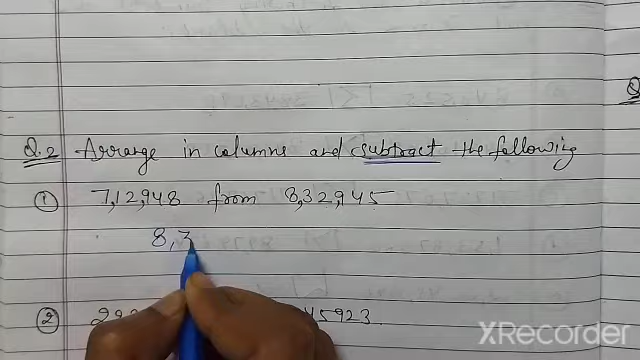 Q.2 Arrange in columns and subtract the following
① 7,12,948 from 8,32,945
8,3
② 45923.
XRecorder